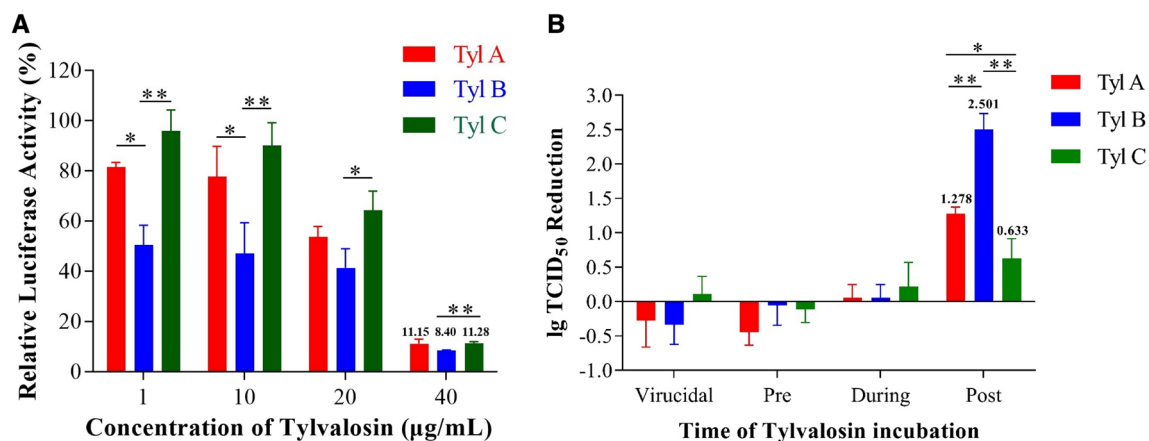 A
Relative Luciferase Activity (%)
120
100
80
60
40
20
0
* ** * ** * **
11.15 8.40 11.28
1 10 20 40
Concentration of Tylvalosin (μg/mL)
Tyl A
Tyl B
Tyl C
B
lg TCID50 Reduction
3.0
2.5
2.0
1.5
1.0
0.5
0.0
-0.5
-1.0
*
** **
2.501
1.278
0.633
Virucidal Pre During Post
Time of Tylvalosin incubation
Tyl A
Tyl B
Tyl C